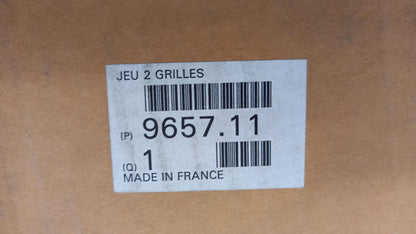 JEU 2 GRILLES
(P) 9657.11
(Q) 1
MADE IN FRANCE